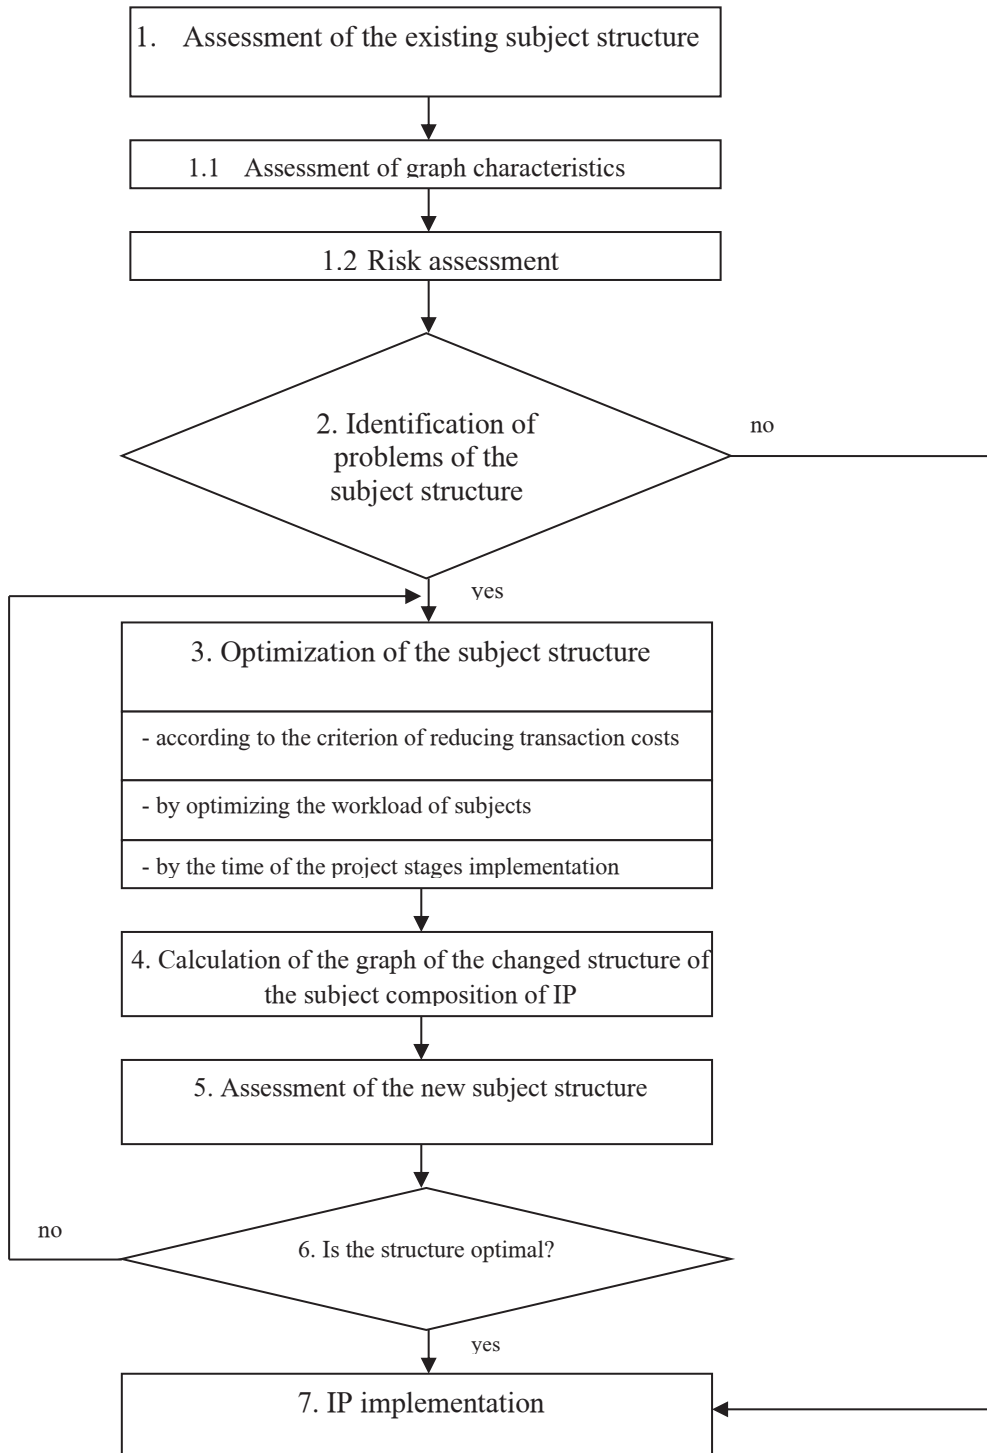 1. Assessment of the existing subject structure
1.1 Assessment of graph characteristics
1.2 Risk assessment
2. Identification of
problems of the
subject structure
no
yes
3. Optimization of the subject structure
- according to the criterion of reducing transaction costs
- by optimizing the workload of subjects
- by the time of the project stages implementation
4. Calculation of the graph of the changed structure of
the subject composition of IP
5. Assessment of the new subject structure
no
6. Is the structure optimal?
yes
7. IP implementation